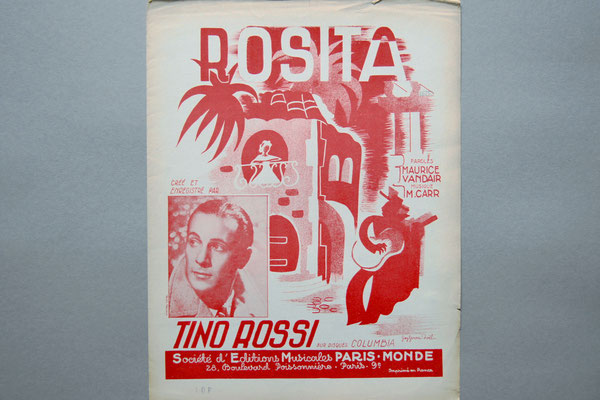 ROSITA
PAROLES
MAURICE
VANDAIR
MUSIQUE
M. CARR
CRÉÉ ET
ENREGISTRÉ PAR
TINO ROSSI
SUR DISQUES COLUMBIA
Société d'Editions Musicales PARIS-MONDE
28, Boulevard Poissonnière - Paris - 9e
Imprimé en France